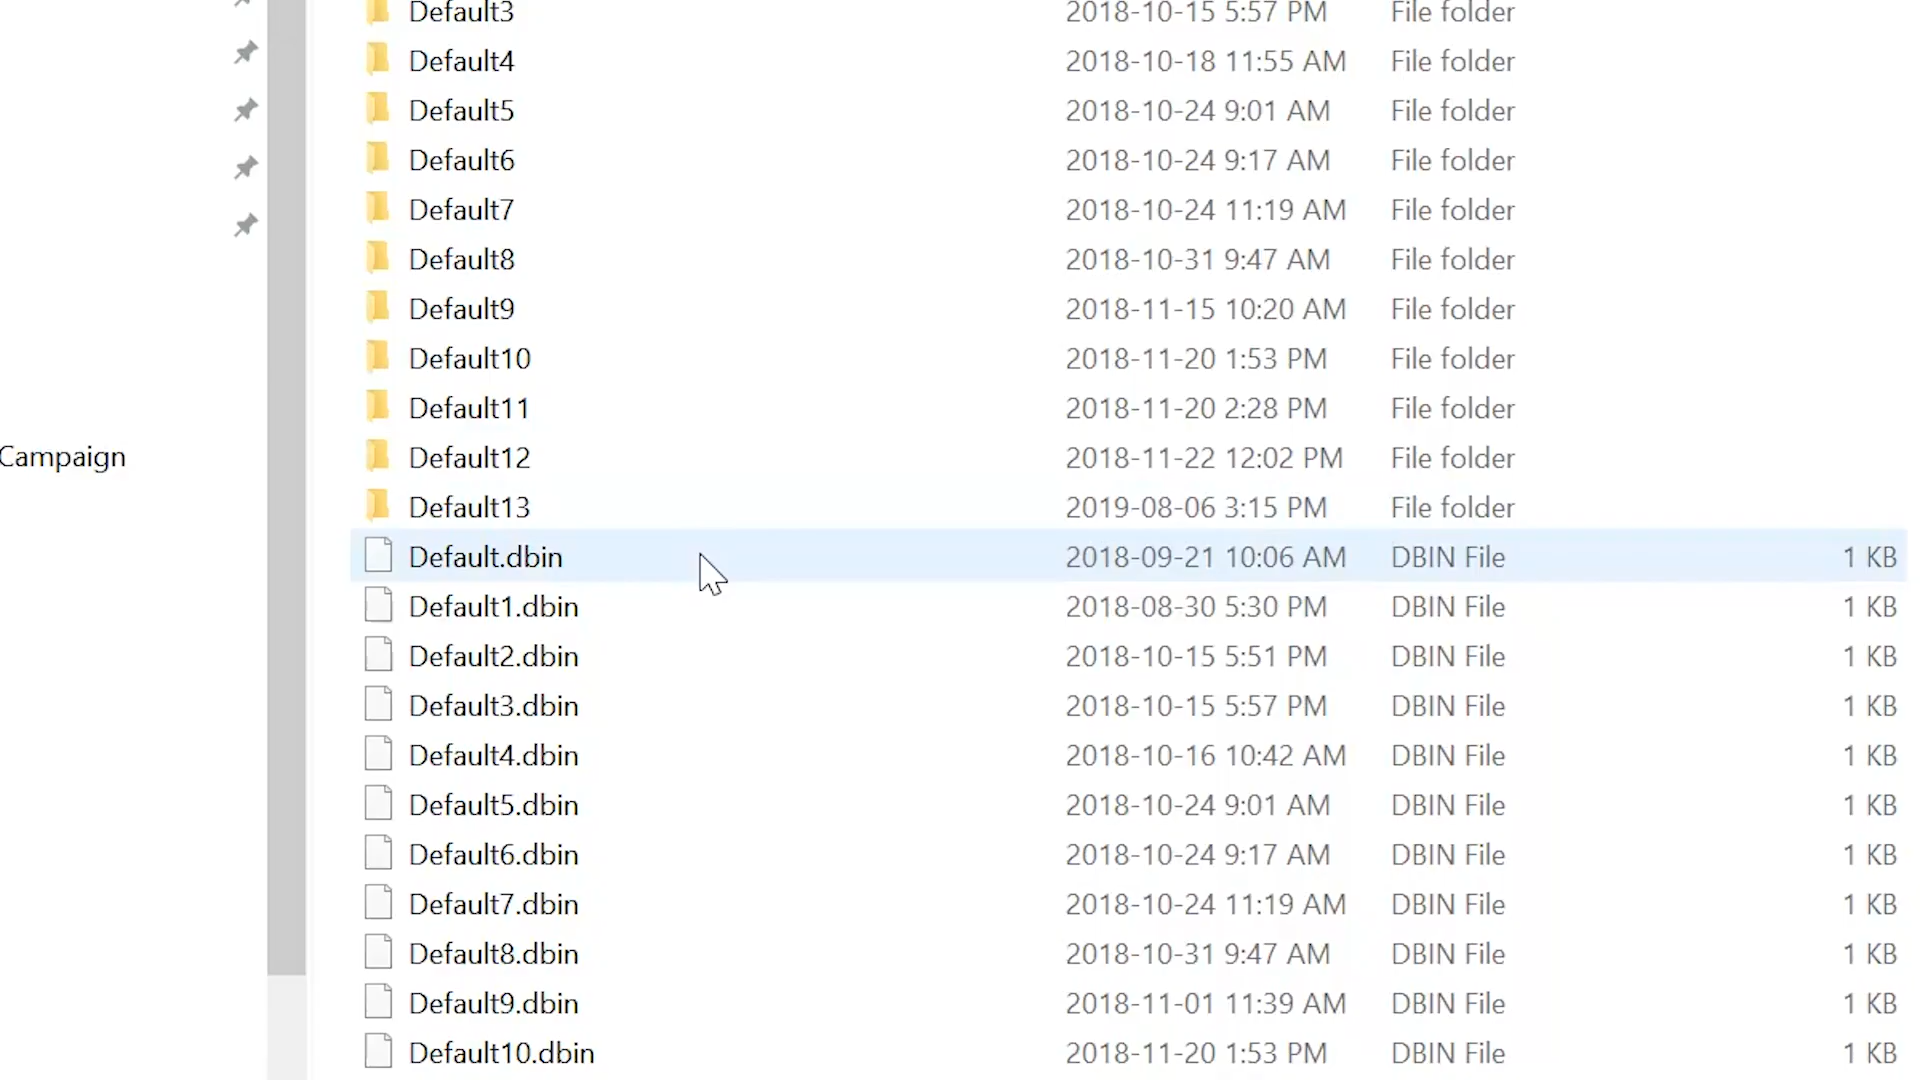 Default3 2018-10-15 5:57 PM File folder
Default4 2018-10-18 11:55 AM File folder
Default5 2018-10-24 9:01 AM File folder
Default6 2018-10-24 9:17 AM File folder
Default7 2018-10-24 11:19 AM File folder
Default8 2018-10-31 9:47 AM File folder
Default9 2018-11-15 10:20 AM File folder
Default10 2018-11-20 1:53 PM File folder
Default11 2018-11-20 2:28 PM File folder
Campaign
Default12 2018-11-22 12:02 PM File folder
Default13 2019-08-06 3:15 PM File folder
Default.dbin 2018-09-21 10:06 AM DBIN File 1 KB
Default1.dbin 2018-08-30 5:30 PM DBIN File 1 KB
Default2.dbin 2018-10-15 5:51 PM DBIN File 1 KB
Default3.dbin 2018-10-15 5:57 PM DBIN File 1 KB
Default4.dbin 2018-10-16 10:42 AM DBIN File 1 KB
Default5.dbin 2018-10-24 9:01 AM DBIN File 1 KB
Default6.dbin 2018-10-24 9:17 AM DBIN File 1 KB
Default7.dbin 2018-10-24 11:19 AM DBIN File 1 KB
Default8.dbin 2018-10-31 9:47 AM DBIN File 1 KB
Default9.dbin 2018-11-01 11:39 AM DBIN File 1 KB
Default10.dbin 2018-11-20 1:53 PM DBIN File 1 KB